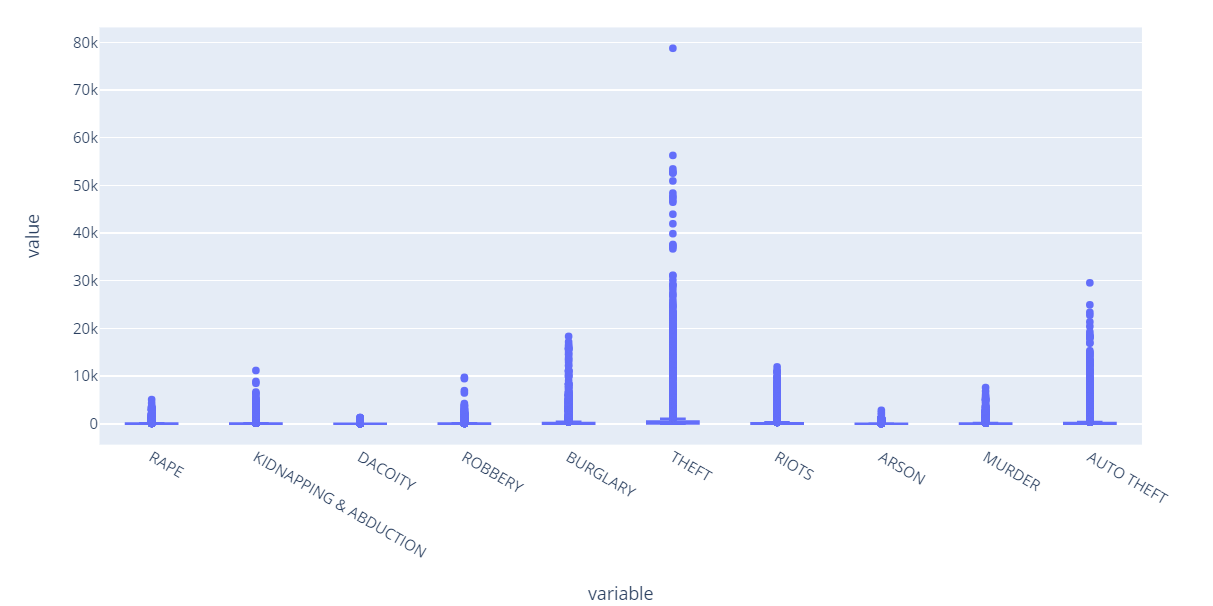 80k
70k
60k
50k
40k
30k
20k
10k
0
value
RAPE
KIDNAPPING & ABDUCTION
DACOITY
ROBBERY
BURGLARY
THEFT
RIOTS
ARSON
MURDER
AUTO THEFT
variable